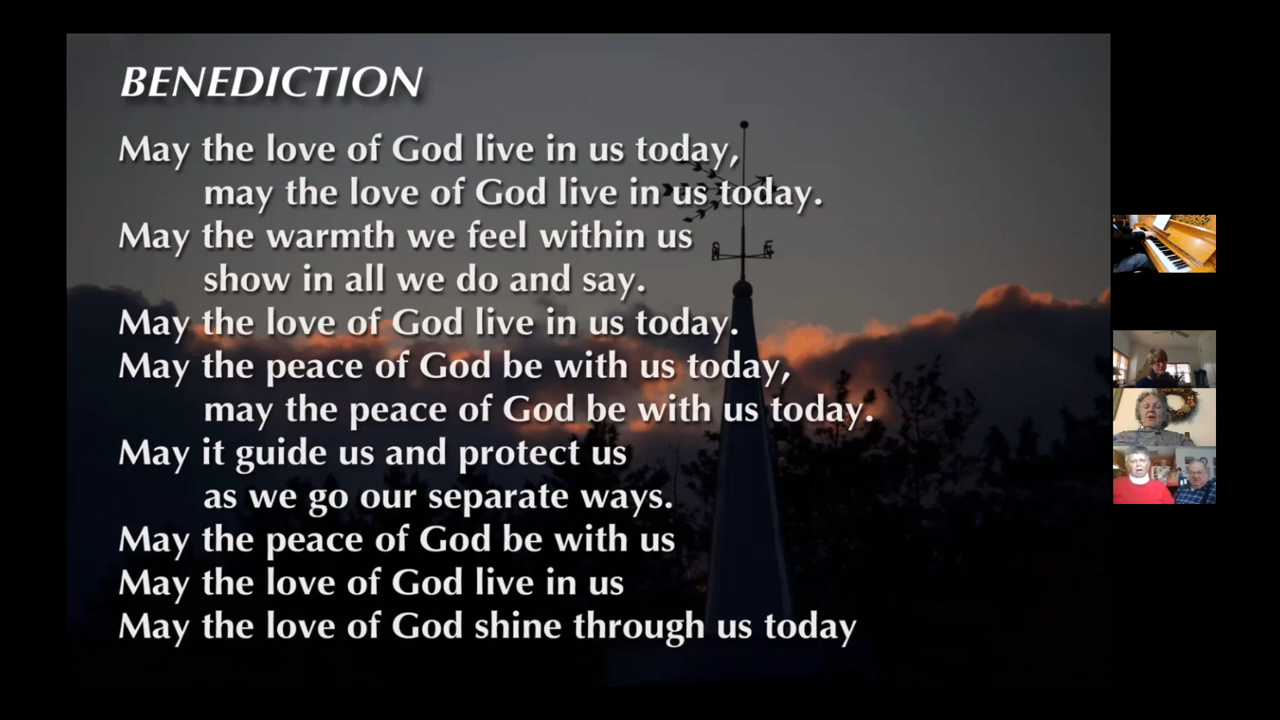 BENEDICTION
May the love of God live in us today,
may the love of God live in us today.
May the warmth we feel within us
show in all we do and say.
May the love of God live in us today.
May the peace of God be with us today,
may the peace of God be with us today.
May it guide us and protect us
as we go our separate ways.
May the peace of God be with us
May the love of God live in us
May the love of God shine through us today